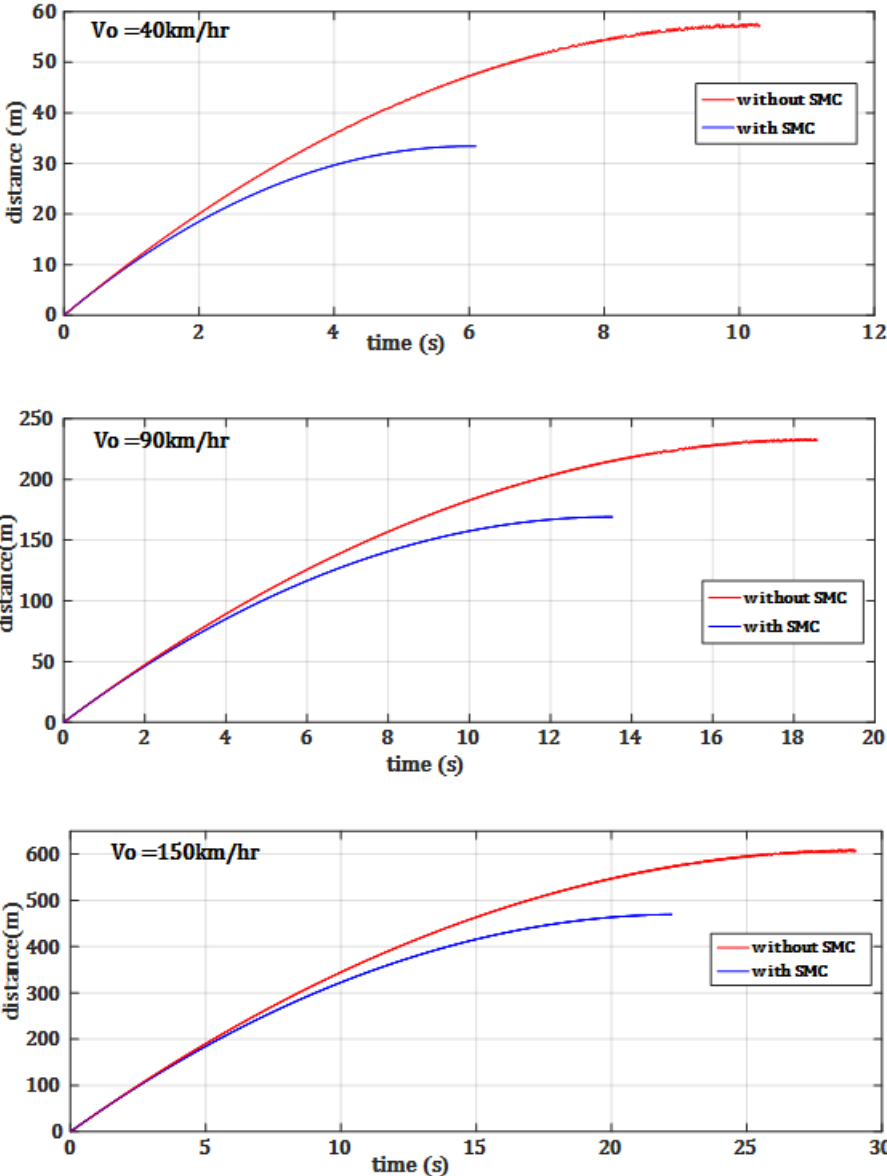 Vo =40km/hr
60
50
40
30
20
10
0
distance (m)
without SMC
with SMC
0 2 4 6 8 10 12
time (s)
Vo =90km/hr
250
200
150
100
50
0
distance(m)
without SMC
with SMC
0 2 4 6 8 10 12 14 16 18 20
time (s)
Vo =150km/hr
600
500
400
300
200
100
0
distance(m)
without SMC
with SMC
0 5 10 15 20 25 30
time (s)